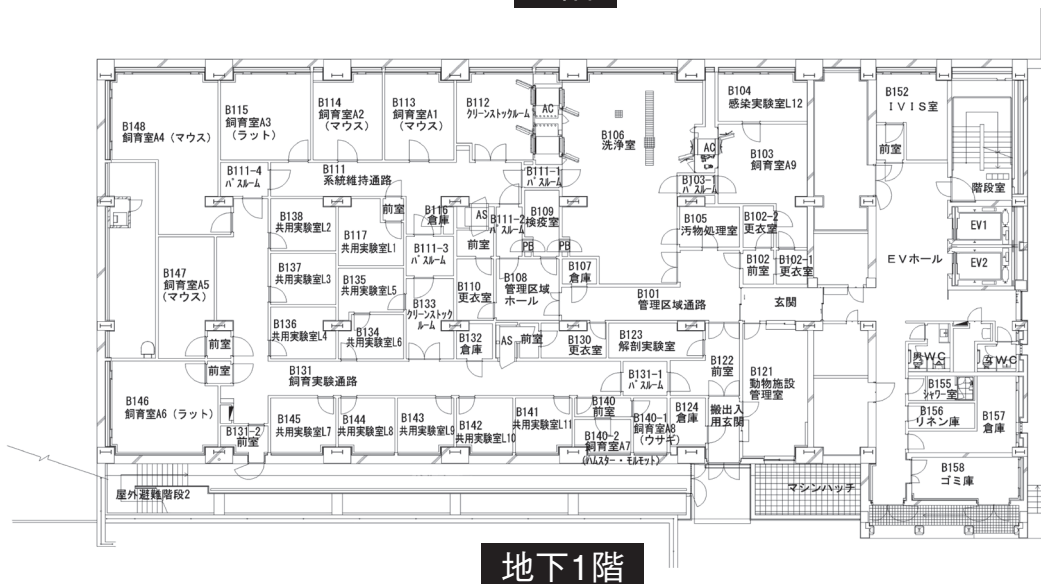 B148
飼育室A4（マウス）
B115
飼育室A3
（ラット）
B114
飼育室A2
（マウス）
B113
飼育室A1
（マウス）
B112
クリーンストックルーム
AC
B106
洗浄室
AC
B104
感染実験室L12
B103
飼育室A9
B152
ＩＶＩＳ室
前室
階段室
B111-4
パスルーム
B111
系統維持通路
B111-1
パスルーム
B103-1
パスルーム
B138
共用実験室L2
B117
共用実験室L1
前室
B116
倉庫
AS
前室
B111-2
パスルーム
B109
検疫室
PB
PB
B105
汚物処理室
B102-2
更衣室
EV1
EV2
EVホール
B147
飼育室A5
（マウス）
B137
共用実験室L3
B135
共用実験室L5
B111-3
パスルーム
B110
更衣室
B108
管理区域
ホール
B107
倉庫
B102
前室
B102-1
更衣室
B101
管理区域通路
玄関
B136
共用実験室L4
B134
共用実験室L6
B133
クリーンストック
ルーム
B132
倉庫
AS
前室
B130
更衣室
B123
解剖実験室
前室
前室
B131
飼育実験通路
B131-1
パスルーム
B122
前室
B121
動物施設
管理室
男ＷＣ
女ＷＣ
B155
シャワー室
B156
リネン庫
B157
倉庫
B146
飼育室A6（ラット）
B131-2
前室
B145
共用実験室L7
B144
共用実験室L8
B143
共用実験室L9
B142
共用実験室L10
B141
共用実験室L11
B140
前室
B140-2
飼育室A7
（ハムスター・モルモット）
B140-1
飼育室A8
（ウサギ）
B124
倉庫
搬出入
用玄関
B158
ゴミ庫
屋外避難階段2
マシンハッチ
地下1階